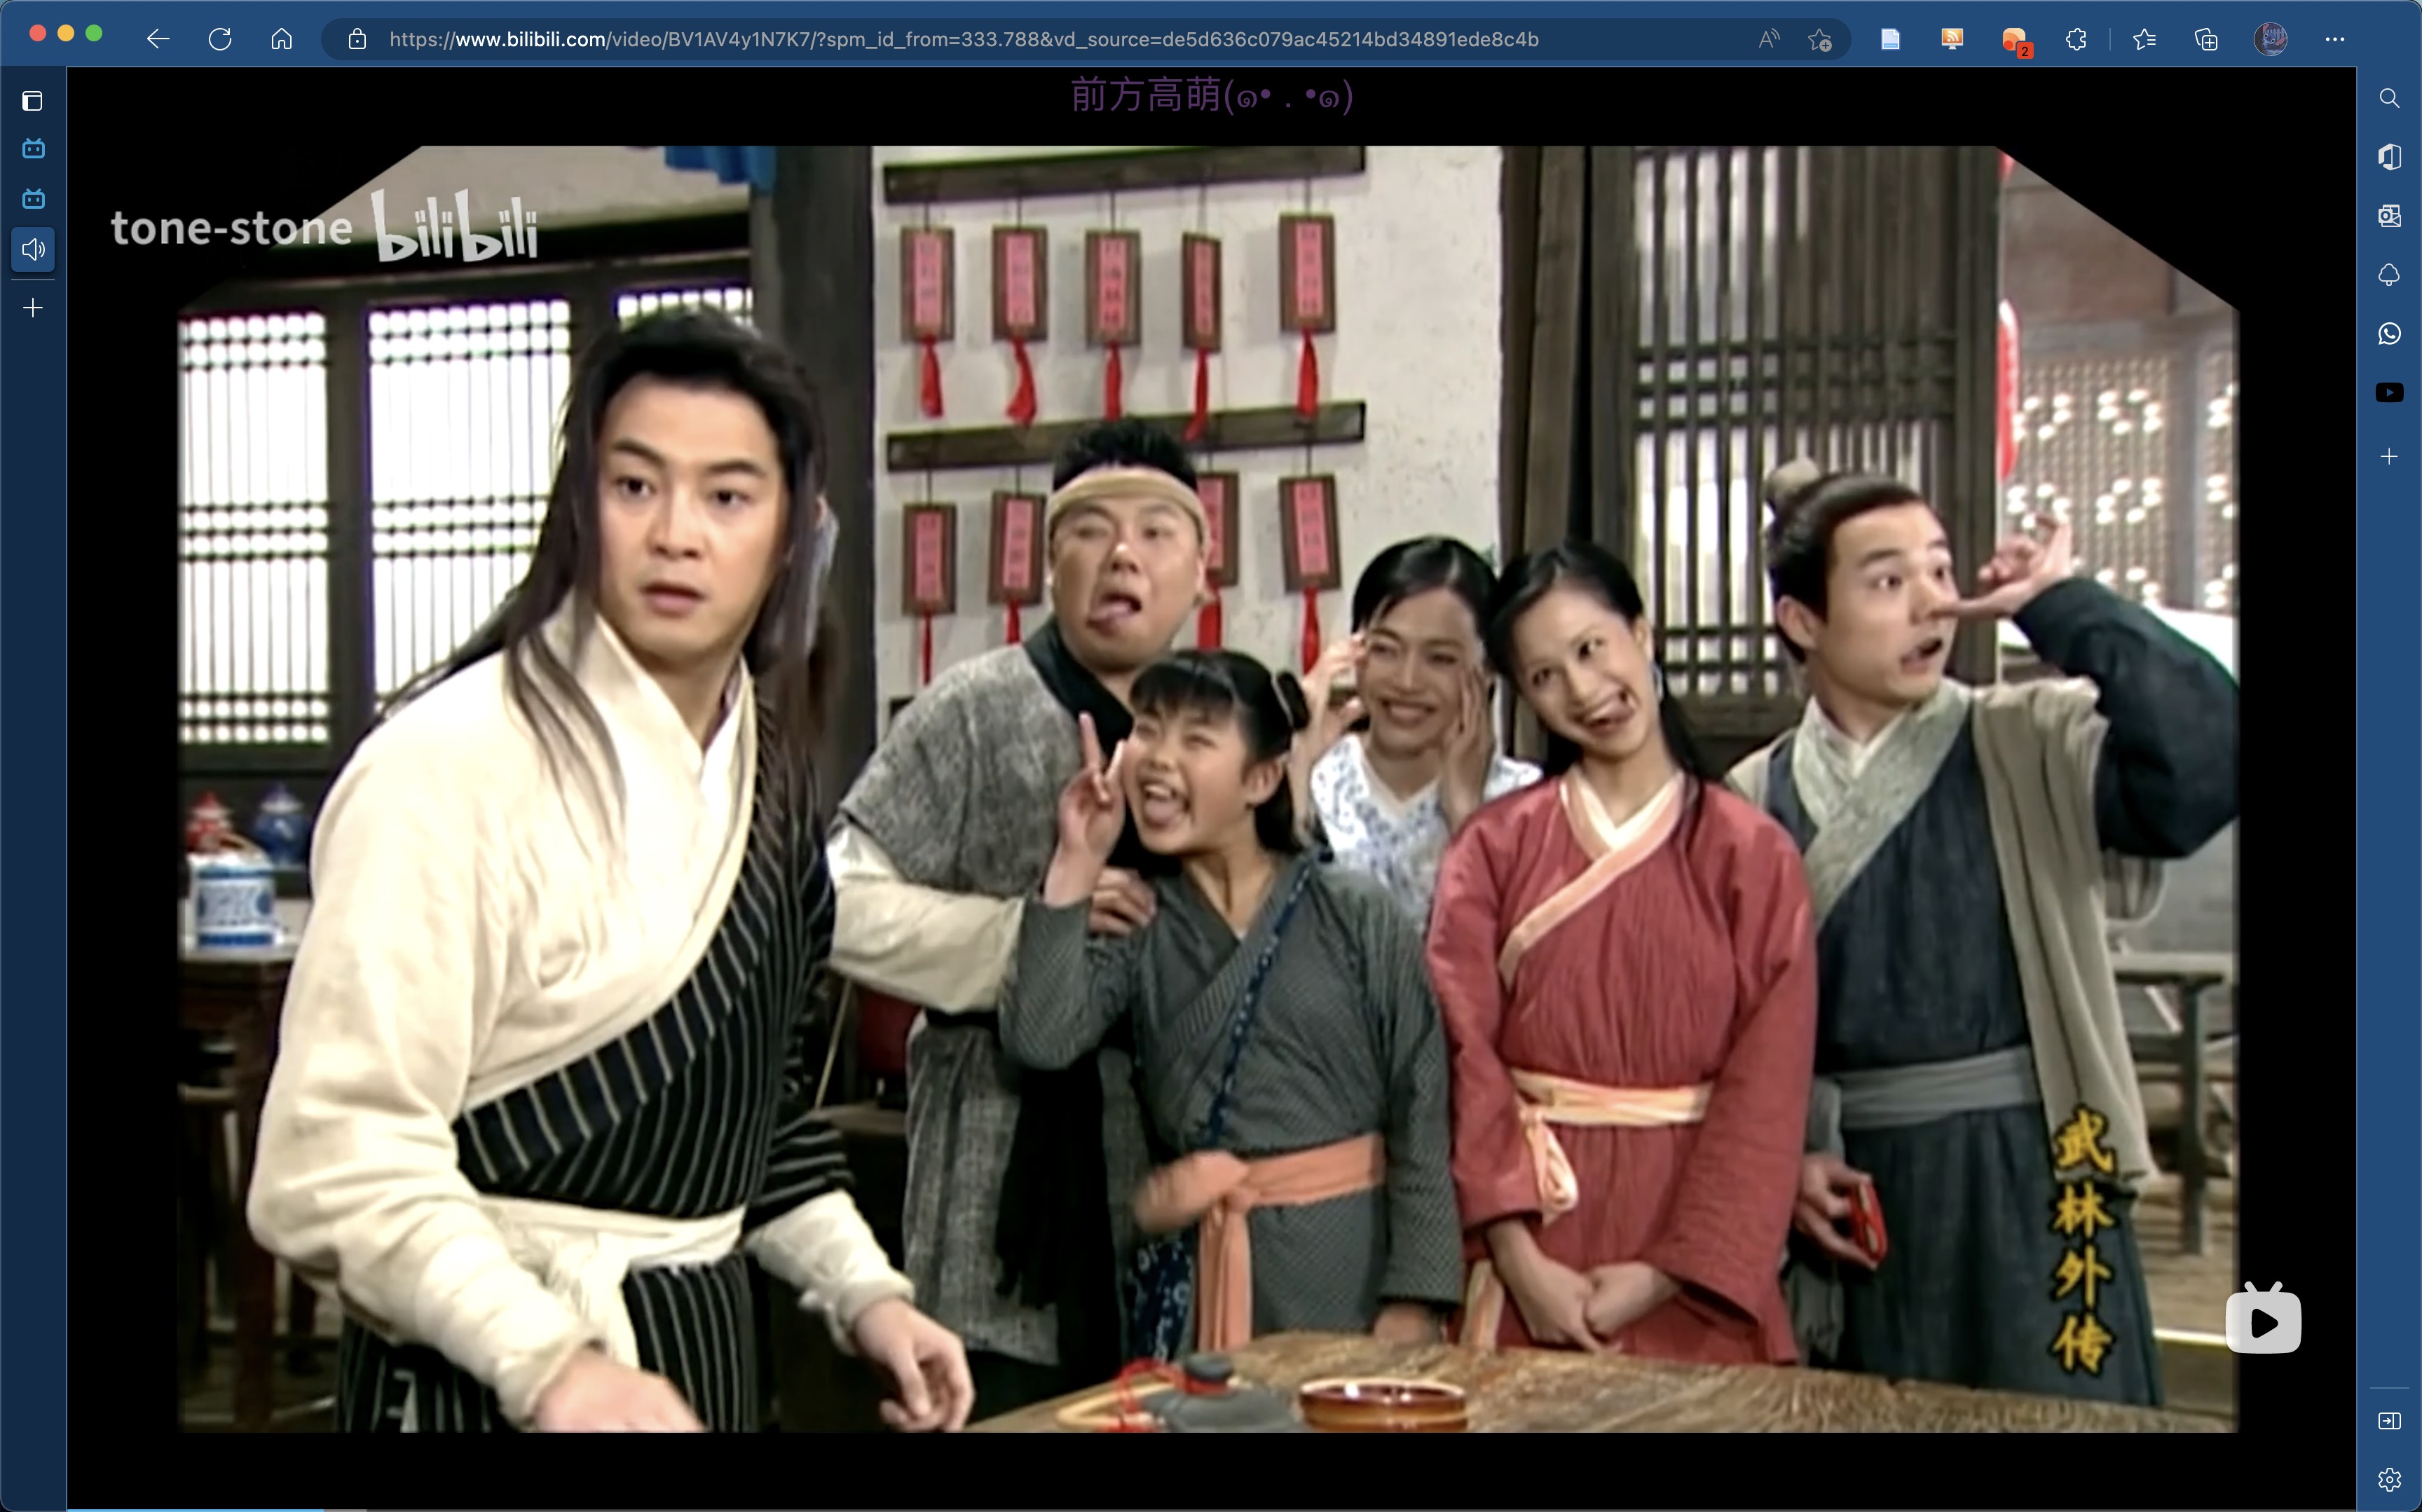 https://www.bilibili.com/video/BV1AV4y1N7K7/?spm_id_from=333.788&vd_source=de5d636c079ac45214bd34891ede8c4b
2
前方高萌(๑• . •๑)
tone-stone bilibili
武林外传